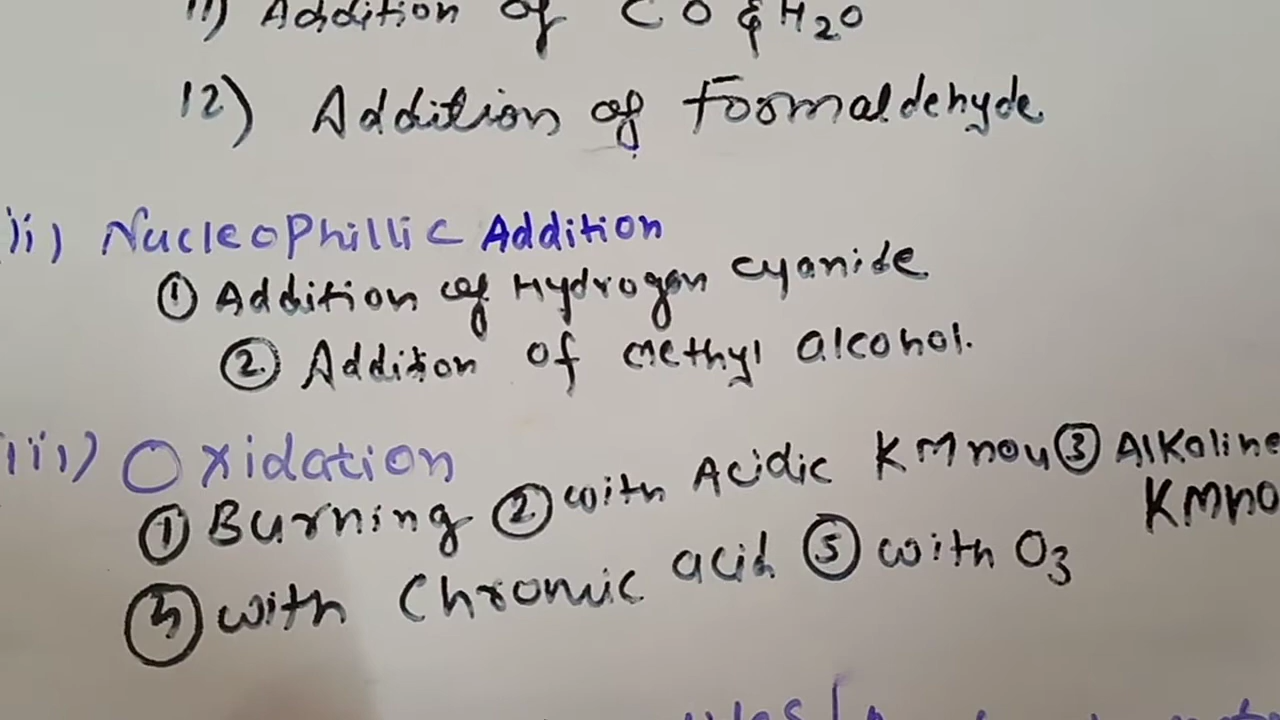 11) Addition of CO & H2O
12) Addition of Formaldehyde
ii) Nucleophillic Addition
① Addition of Hydrogen cyanide
② Addition of methyl alcohol.
iii) Oxidation
① Burning ② with Acidic KMno4 ③ Alkaline
KMno
④ with Chromic acid ⑤ with O3